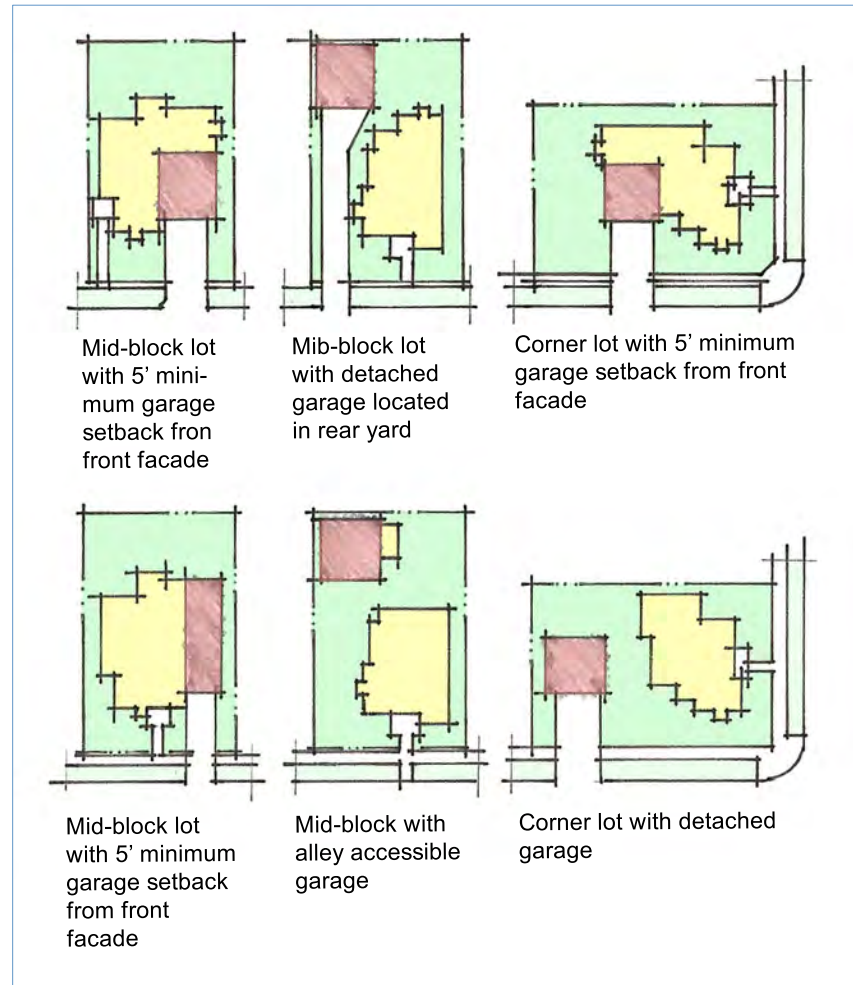 Mid-block lot
with 5’ mini-
mum garage
setback fron
front facade
Mib-block lot
with detached
garage located
in rear yard
Corner lot with 5’ minimum
garage setback from front
facade
Mid-block lot
with 5’ minimum
garage setback
from front
facade
Mid-block with
alley accessible
garage
Corner lot with detached
garage